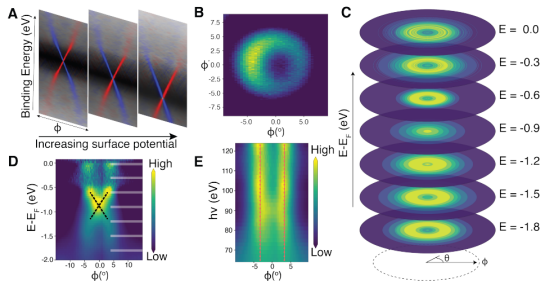 A
Binding Energy (eV)
ϕ
Increasing surface potential
B
ϕ'
7.5
5.0
2.5
0.0
-2.5
-5.0
-7.5
-5 0 5
ϕ(°)
C
E = 0.0
E = -0.3
E = -0.6
E = -0.9
E = -1.2
E = -1.5
E = -1.8
E-E_F (eV)
θ
ϕ
D
High
E-E_F (eV)
0.0
-0.5
-1.0
-1.5
-2.0
-10 -5 0.0 5 10
ϕ(°)
Low
E
High
hν
120
110
100
90
80
70
-5 0 5
ϕ(°)
Low